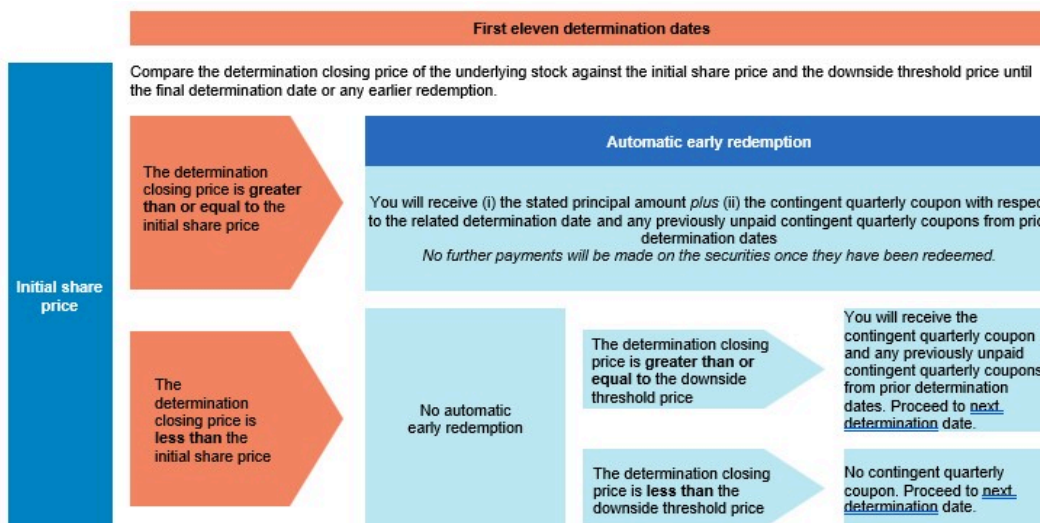 First eleven determination dates
Compare the determination closing price of the underlying stock against the initial share price and the downside threshold price until
the final determination date or any earlier redemption.
Initial share
price
The determination
closing price is greater
than or equal to the
initial share price
Automatic early redemption
You will receive (i) the stated principal amount plus (ii) the contingent quarterly coupon with respec
to the related determination date and any previously unpaid contingent quarterly coupons from prio
determination dates
No further payments will be made on the securities once they have been redeemed.
The
determination
closing price is
less than the
initial share price
No automatic
early redemption
The determination closing
price is greater than or
equal to the downside
threshold price
You will receive the
contingent quarterly coupon
and any previously unpaid
contingent quarterly coupons
from prior determination
dates. Proceed to next
determination date.
The determination closing
price is less than the
downside threshold price
No contingent quarterly
coupon. Proceed to next
determination date.